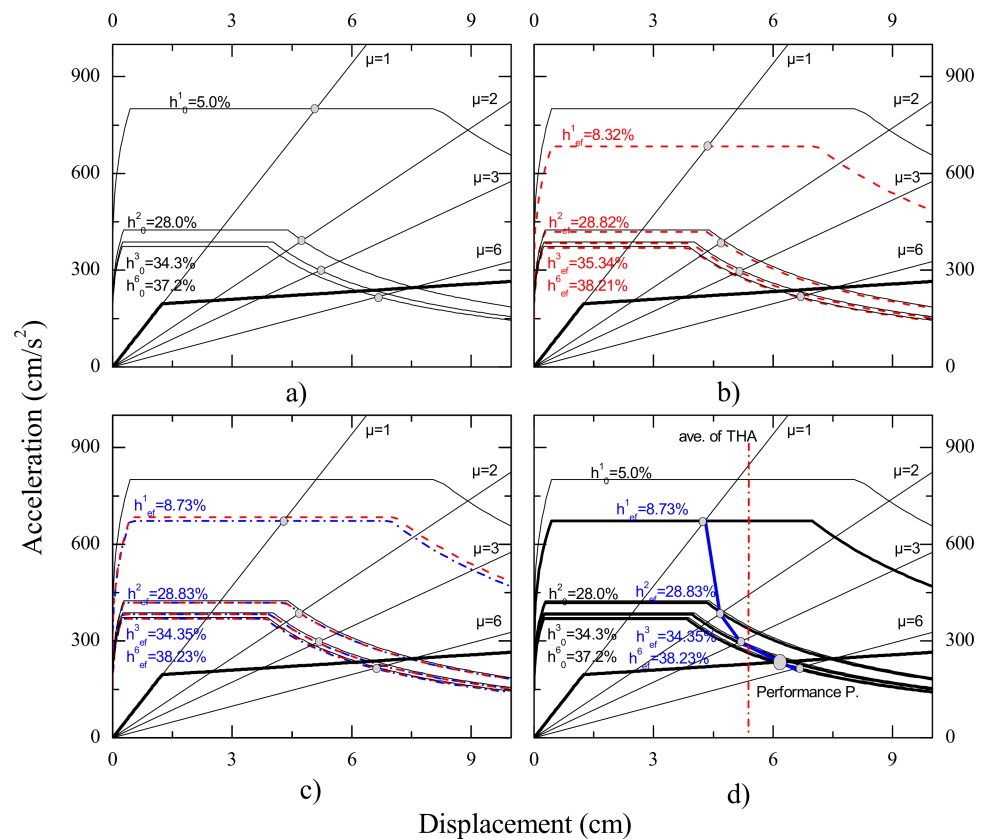 0 3 6 9 0 3 6 9
900
600
300
0
μ=1
μ=2
μ=3
μ=6
h¹₀=5.0%
h²₀=28.0%
h³₀=34.3%
h⁶₀=37.2%
a)
μ=1
μ=2
μ=3
μ=6
h¹ef=8.32%
h²ef=28.82%
h³ef=35.34%
h⁶ef=38.21%
900
600
300
0
b)
900
600
300
0
μ=1
μ=2
μ=3
μ=6
h¹ef=8.73%
h²ef=28.83%
h³ef=34.35%
h⁶ef=38.23%
0 3 6 9
c)
ave. of THA
μ=1
μ=2
μ=3
μ=6
h¹₀=5.0%
h¹ef=8.73%
h²₀=28.0% h²ef=28.83%
h³₀=34.3% h³ef=34.35%
h⁶₀=37.2% h⁶ef=38.23%
Performance P.
900
600
300
0
0 3 6 9
d)
Acceleration (cm/s²)
Displacement (cm)